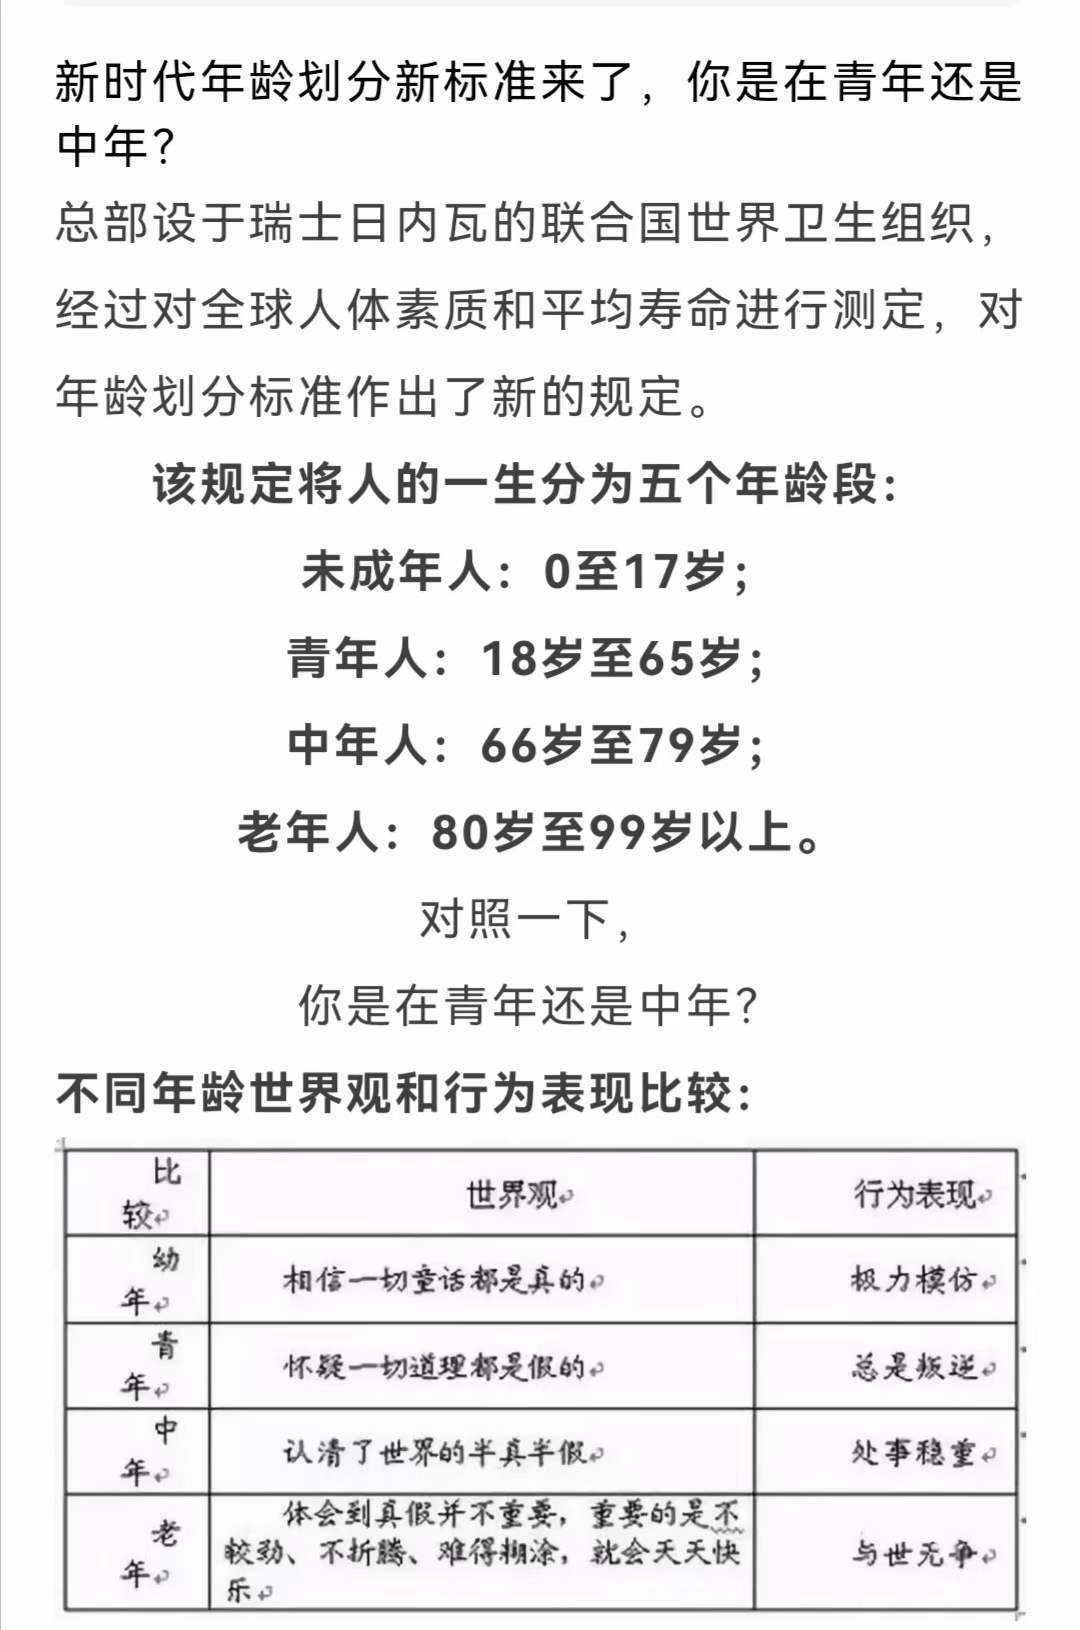 新时代年龄划分新标准来了，你是在青年还是
中年？
总部设于瑞士日内瓦的联合国世界卫生组织，
经过对全球人体素质和平均寿命进行测定，对
年龄划分标准作出了新的规定。
该规定将人的一生分为五个年龄段：
未成年人：0至17岁；
青年人：18岁至65岁；
中年人：66岁至79岁；
老年人：80岁至99岁以上。
对照一下，
你是在青年还是中年？
不同年龄世界观和行为表现比较：
比
较 世界观 行为表现
幼
年 相信一切童话都是真的 极力模仿
青
年 怀疑一切道理都是假的 总是叛逆
中
年 认清了世界的半真半假 处事稳重
老
年 体会到真假并不重要，重要的是不
较劲、不折腾、难得糊涂，就会天天快
乐 与世无争